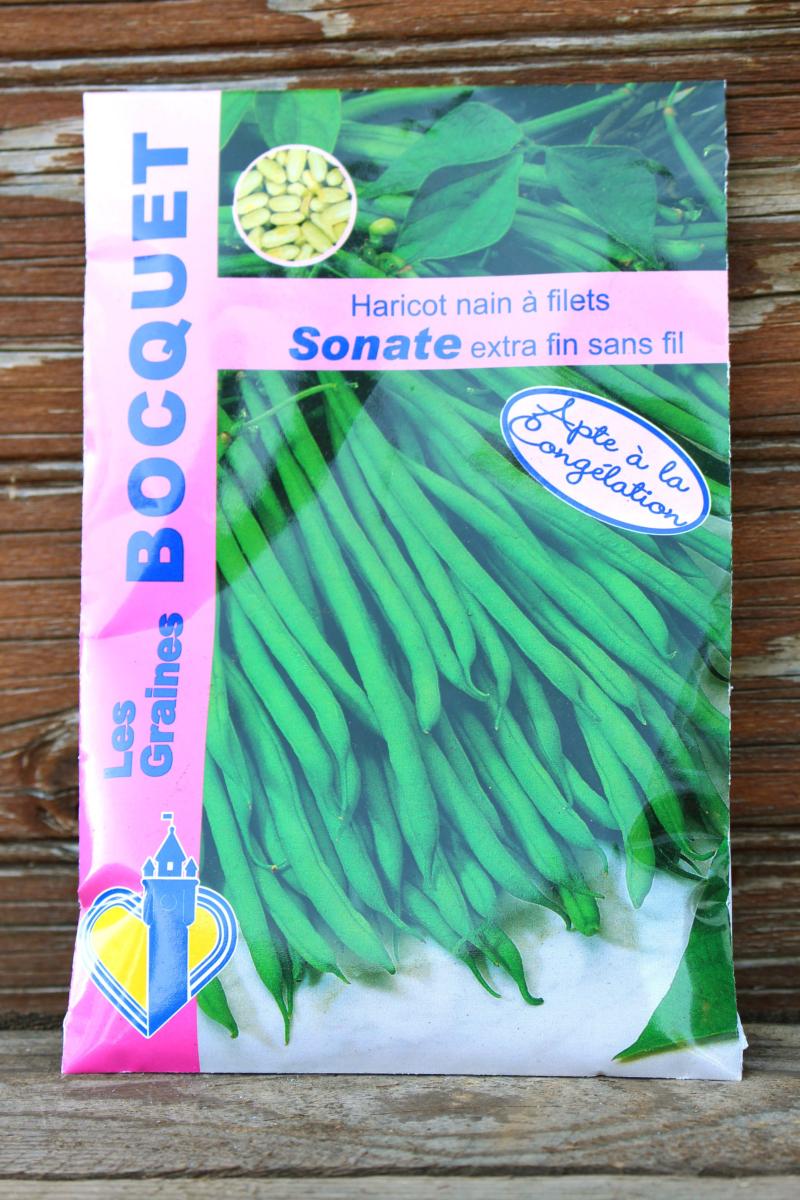 Les
Graines BOCQUET
Haricot nain à filets
Sonate extra fin sans fil
Apte à la
Congélation